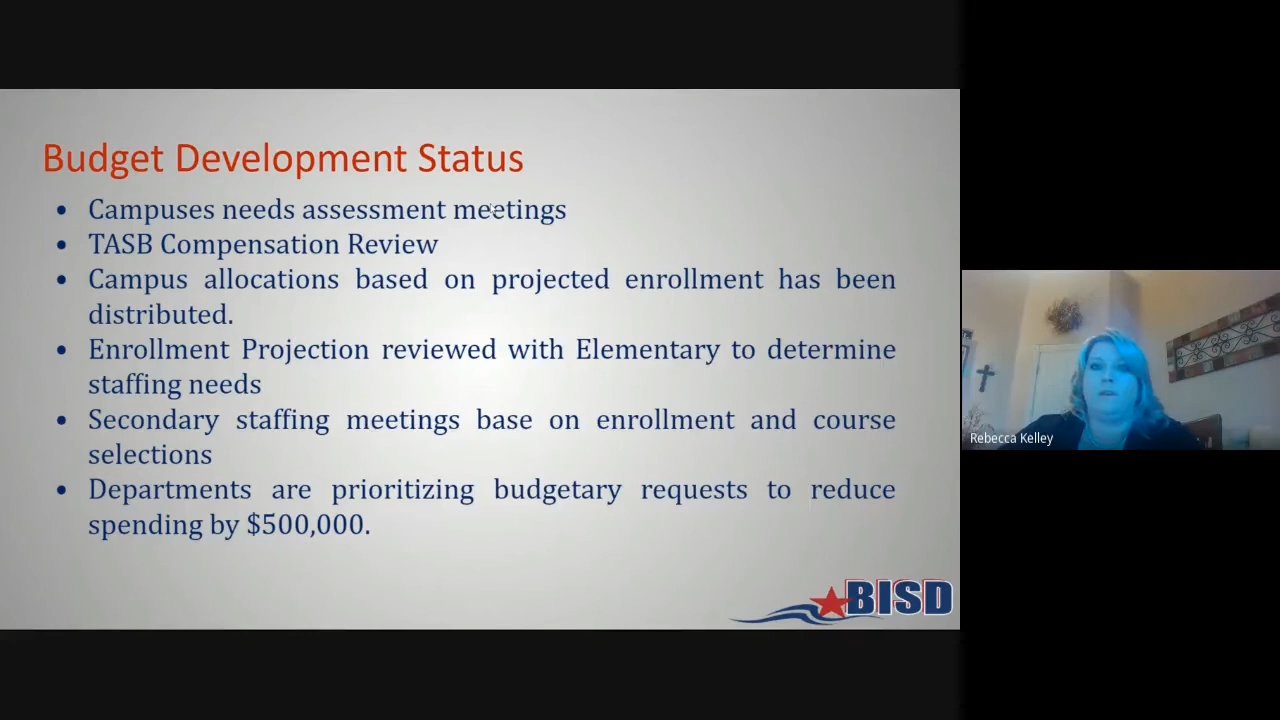 Budget Development Status
• Campuses needs assessment meetings
• TASB Compensation Review
• Campus allocations based on projected enrollment has been
distributed.
• Enrollment Projection reviewed with Elementary to determine
staffing needs
• Secondary staffing meetings base on enrollment and course
selections
• Departments are prioritizing budgetary requests to reduce
spending by $500,000.
BISD
Rebecca Kelley